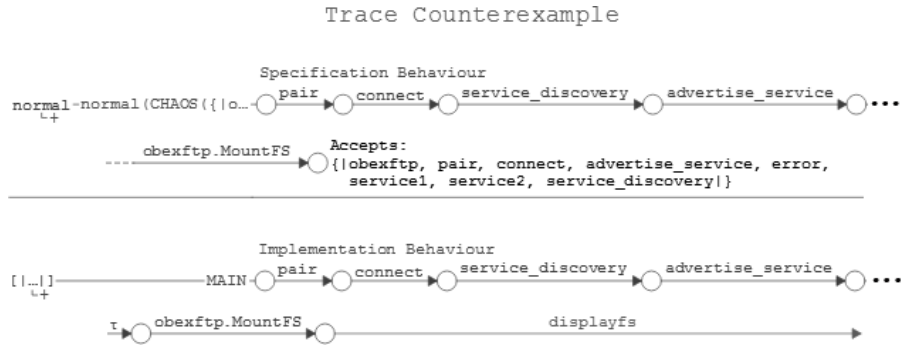 Trace Counterexample
Specification Behaviour
normal-normal(CHAOS({|o… pair connect service_discovery advertise_service •••
obexftp.MountFS Accepts:
{|obexftp, pair, connect, advertise_service, error,
service1, service2, service_discovery|}
Implementation Behaviour
[|…|] MAIN pair connect service_discovery advertise_service •••
τ obexftp.MountFS displayfs